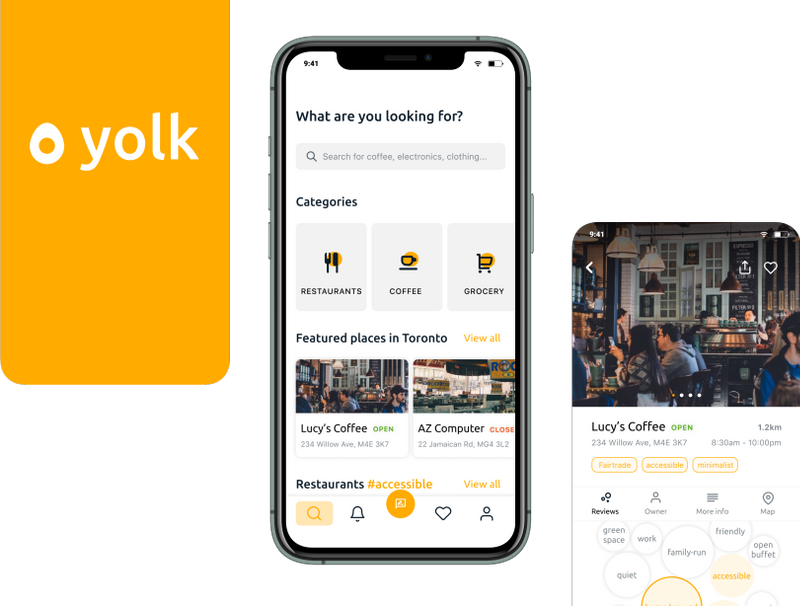 yolk
9:41
What are you looking for?
Search for coffee, electronics, clothing...
Categories
RESTAURANTS
COFFEE
GROCERY
Featured places in Toronto
View all
Lucy's Coffee OPEN
234 Willow Ave, M4E 3K7
AZ Computer CLOSE
22 Jamaican Rd, MG4 3L2
Restaurants #accessible
View all
9:41
ESPRESSO
FILTER
Lucy's Coffee OPEN
1.2km
234 Willow Ave, M4E 3K7
8:30am - 10:00pm
Fairtrade
accessible
minimalist
Reviews
Owner
More info
Map
green
space
work
family-run
friendly
open
buffet
quiet
accessible